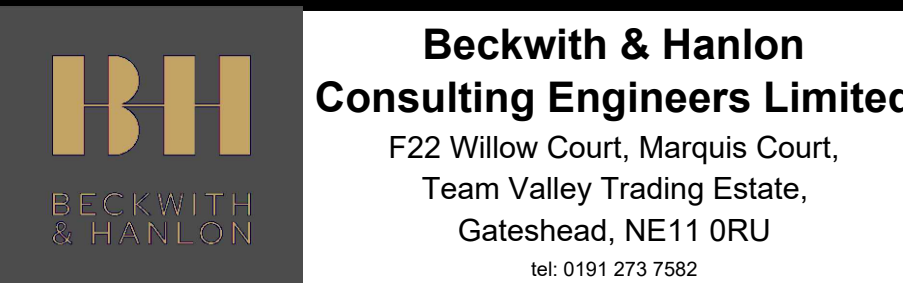 BH
BECKWITH
& HANLON
Beckwith & Hanlon
Consulting Engineers Limited
F22 Willow Court, Marquis Court,
Team Valley Trading Estate,
Gateshead, NE11 0RU
tel: 0191 273 7582